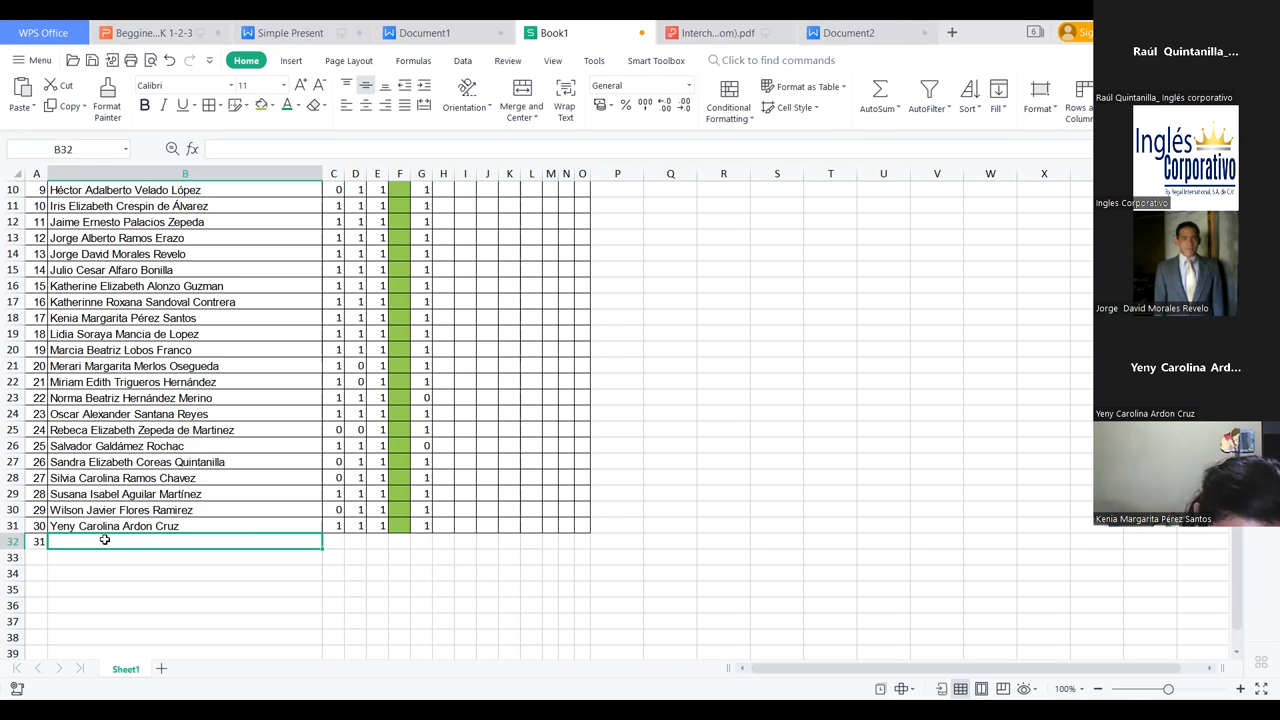 WPS Office
Beggine...K 1-2-3
Simple Present
Document1
Book1
Interch...om).pdf
Document2
Menu
Home
Insert
Page Layout
Formulas
Data
Review
View
Tools
Smart Toolbox
Click to find commands
Paste
Cut
Copy
Format Painter
Calibri
11
B I U A
Orientation
Merge and Center
Wrap Text
General
Conditional Formatting
Format as Table
Cell Style
AutoSum
AutoFilter
Sort
Fill
Format
Rows a
Column
B32
fx
A B C D E F G H I J K L M N O P Q R S T U V W X
10 9 Héctor Adalberto Velado López 0 1 1 1
11 10 Iris Elizabeth Crespin de Álvarez 1 1 1 1
12 11 Jaime Ernesto Palacios Zepeda 1 1 1 1
13 12 Jorge Alberto Ramos Erazo 1 1 1 1
14 13 Jorge David Morales Revelo 1 1 1 1
15 14 Julio Cesar Alfaro Bonilla 1 1 1 1
16 15 Katherine Elizabeth Alonzo Guzman 1 1 1 1
17 16 Katherinne Roxana Sandoval Contrera 1 1 1 1
18 17 Kenia Margarita Pérez Santos 1 1 1 1
19 18 Lidia Soraya Mancia de Lopez 1 1 1 1
20 19 Marcia Beatriz Lobos Franco 1 1 1 1
21 20 Merari Margarita Merlos Osegueda 1 0 1 1
22 21 Miriam Edith Trigueros Hernández 1 0 1 1
23 22 Norma Beatriz Hernández Merino 1 1 1 0
24 23 Oscar Alexander Santana Reyes 1 1 1 1
25 24 Rebeca Elizabeth Zepeda de Martinez 0 0 1 1
26 25 Salvador Galdámez Rochac 1 1 1 0
27 26 Sandra Elizabeth Coreas Quintanilla 0 1 1 1
28 27 Silvia Carolina Ramos Chavez 0 1 1 1
29 28 Susana Isabel Aguilar Martínez 1 1 1 1
30 29 Wilson Javier Flores Ramirez 0 1 1 1
31 30 Yeny Carolina Ardon Cruz 1 1 1 1
32 31
33
34
35
36
37
38
39
Sheet1
100%
Raúl Quintanilla_...
Raúl Quintanilla_ Inglés corporativo
Inglés
Corporativo
By Regal International, S.A. de C.V.
Ingles Corporativo
Jorge David Morales Revelo
Yeny Carolina Ard...
Yeny Carolina Ardon Cruz
Kenia Margarita Pérez Santos